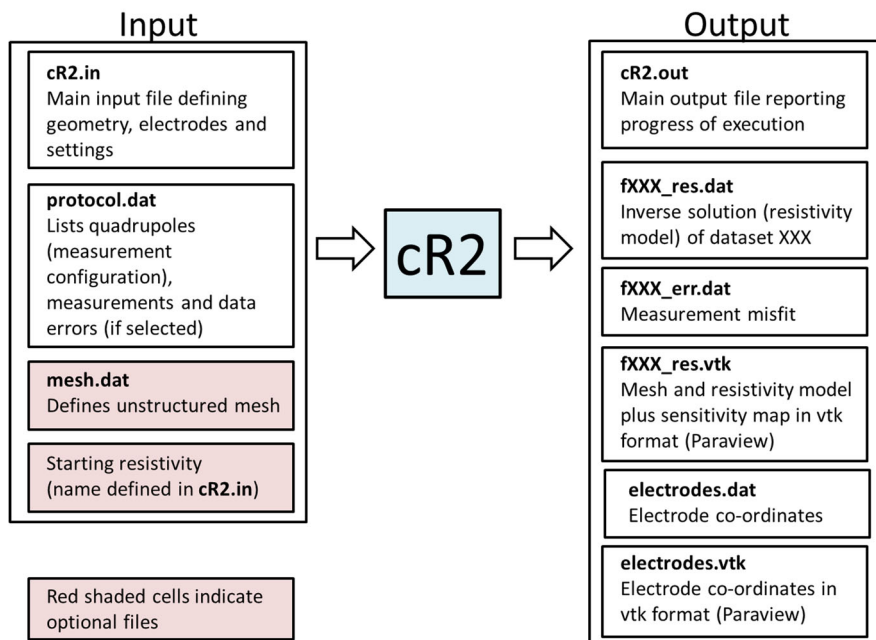 Input
cR2.in
Main input file defining
geometry, electrodes and
settings
protocol.dat
Lists quadrupoles
(measurement
configuration),
measurements and data
errors (if selected)
mesh.dat
Defines unstructured mesh
Starting resistivity
(name defined in cR2.in)
Red shaded cells indicate
optional files
cR2
Output
cR2.out
Main output file reporting
progress of execution
fXXX_res.dat
Inverse solution (resistivity
model) of dataset XXX
fXXX_err.dat
Measurement misfit
fXXX_res.vtk
Mesh and resistivity model
plus sensitivity map in vtk
format (Paraview)
electrodes.dat
Electrode co-ordinates
electrodes.vtk
Electrode co-ordinates in
vtk format (Paraview)